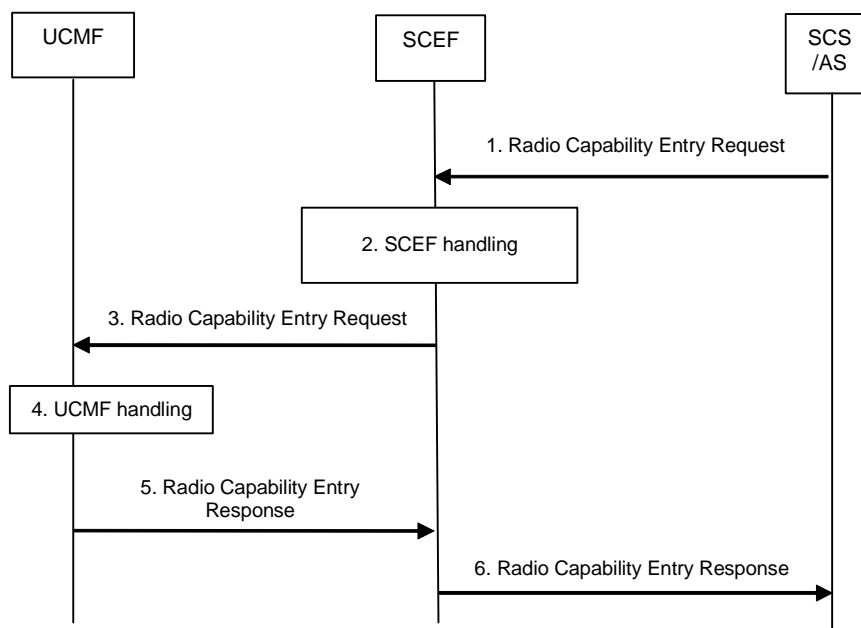 UCMF
SCEF
SCS
/AS
1. Radio Capability Entry Request
2. SCEF handling
3. Radio Capability Entry Request
4. UCMF handling
5. Radio Capability Entry
Response
6. Radio Capability Entry Response